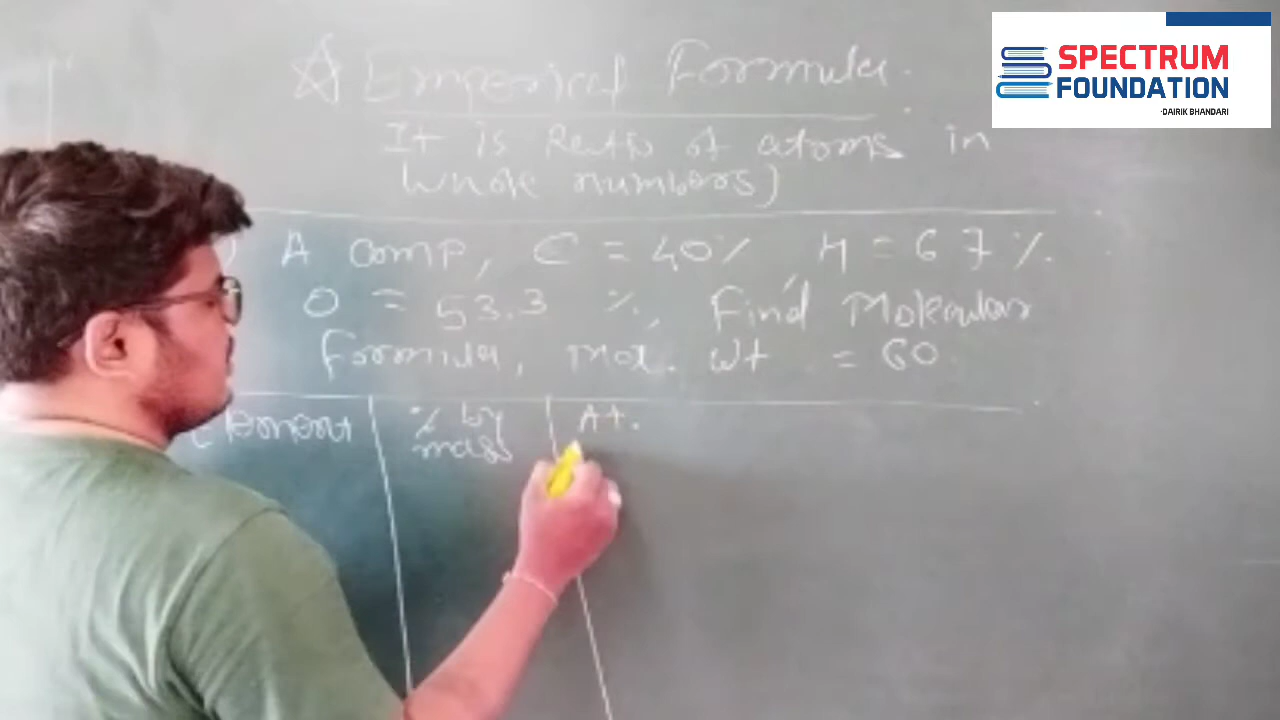 SPECTRUM
FOUNDATION
-DAIRIK BHANDARI
Emperical Formula.
It is Ratio of atoms in
whole numbers)
) A comp, C = 40% H = 6.7%.
O = 53.3 %, Find Molecular
Formula, mol. wt = 60
Element
% by
mass
At.